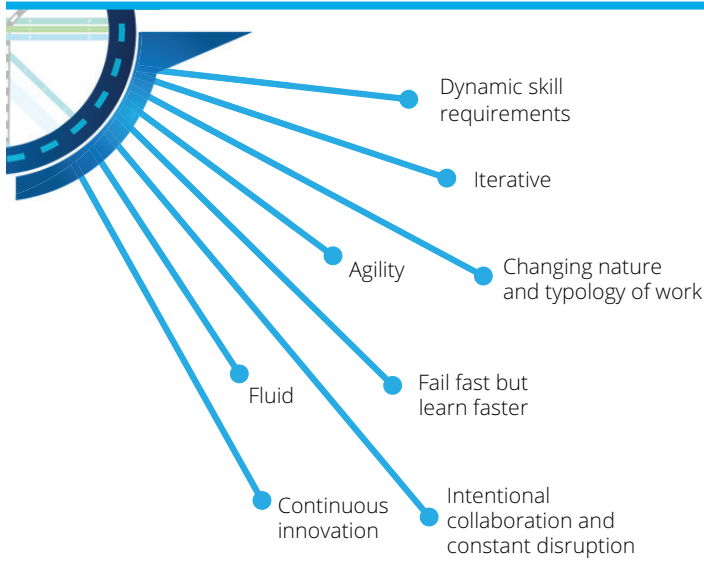 Dynamic skill
requirements
Iterative
Agility
Changing nature
and typology of work
Fluid
Fail fast but
learn faster
Continuous
innovation
Intentional
collaboration and
constant disruption